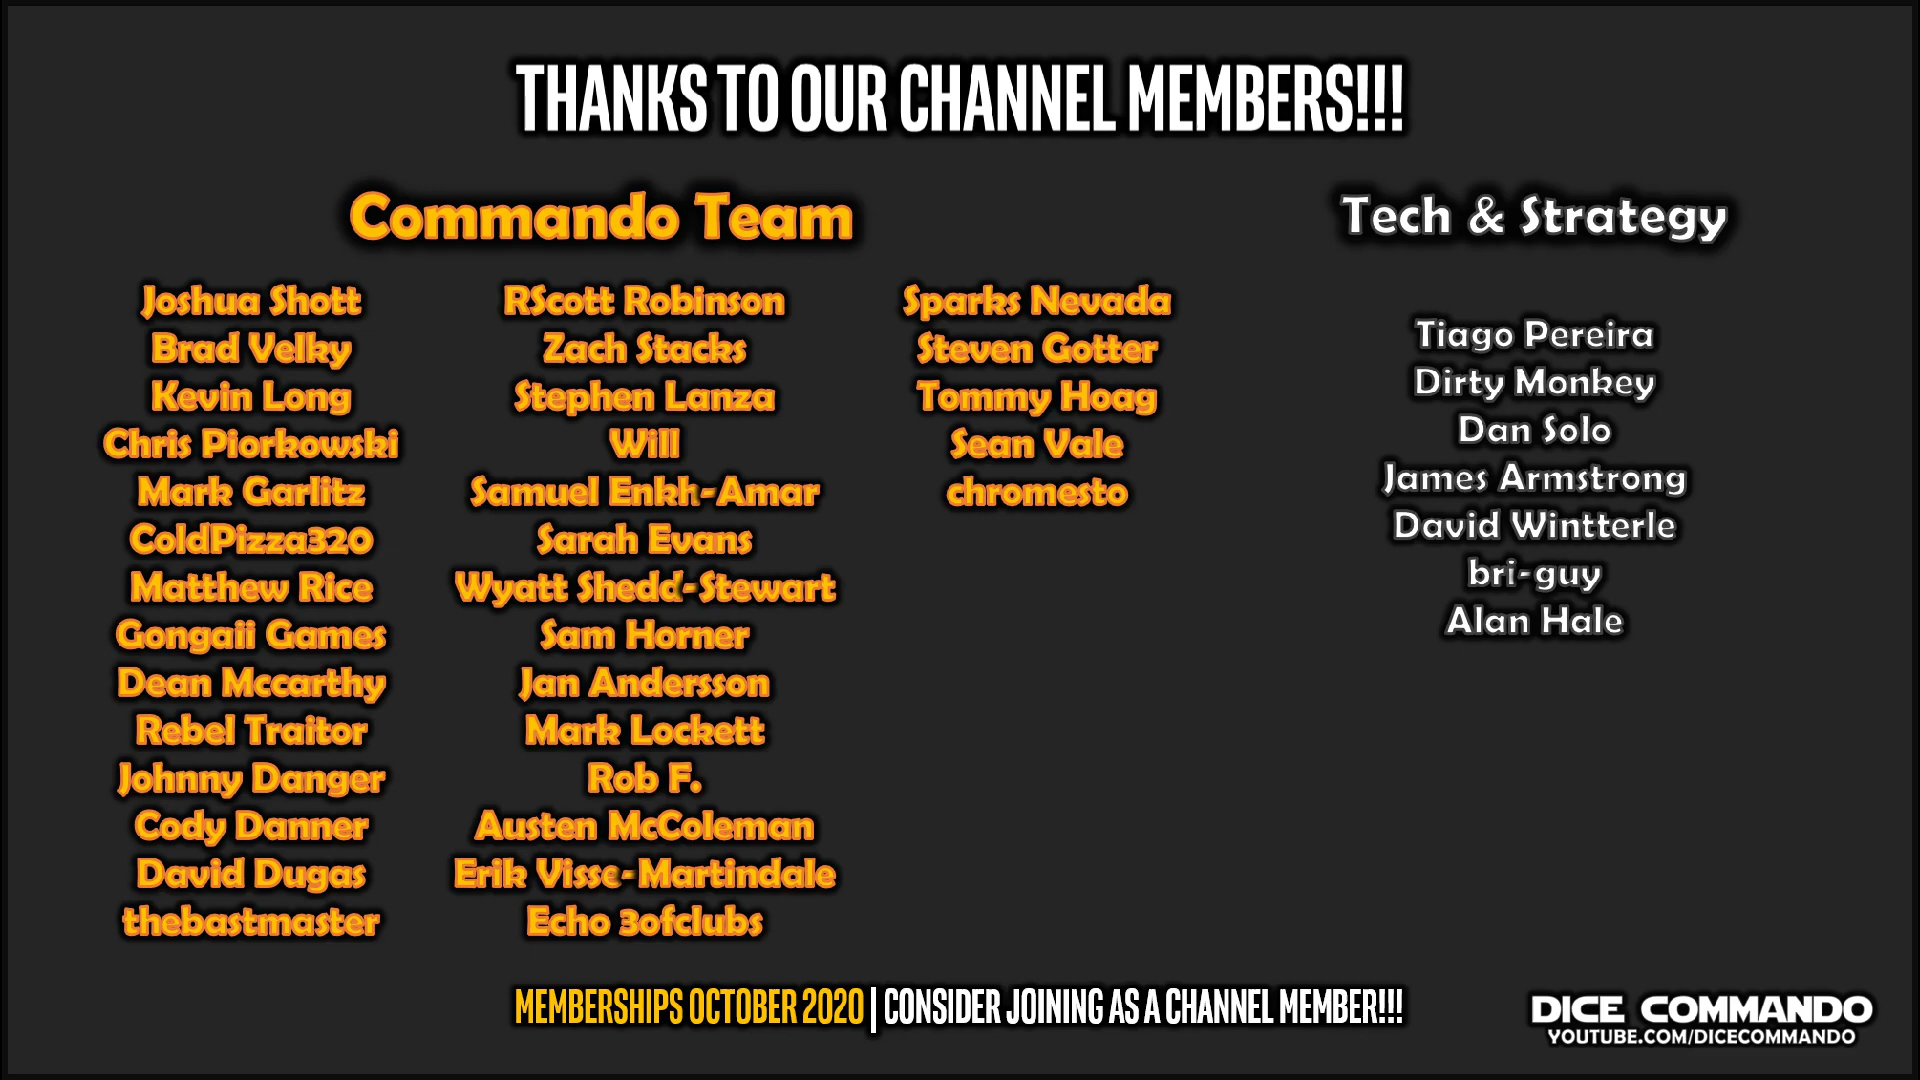 THANKS TO OUR CHANNEL MEMBERS!!!
Commando Team
Joshua Shott
Brad Velky
Kevin Long
Chris Piorkowski
Mark Garlitz
ColdPizza320
Matthew Rice
Gongaii Games
Dean Mccarthy
Rebel Traitor
Johnny Danger
Cody Danner
David Dugas
thebastmaster
RScott Robinson
Zach Stacks
Stephen Lanza
Will
Samuel Enkh-Amar
Sarah Evans
Wyatt Shedd-Stewart
Sam Horner
Jan Andersson
Mark Lockett
Rob F.
Austen McColeman
Erik Visse-Martindale
Echo 3ofclubs
Sparks Nevada
Steven Gotter
Tommy Hoag
Sean Vale
chromesto
Tech & Strategy
Tiago Pereira
Dirty Monkey
Dan Solo
James Armstrong
David Wintterle
bri-guy
Alan Hale
MEMBERSHIPS OCTOBER 2020 | CONSIDER JOINING AS A CHANNEL MEMBER!!!
DICE COMMANDO
YOUTUBE.COM/DICECOMMANDO